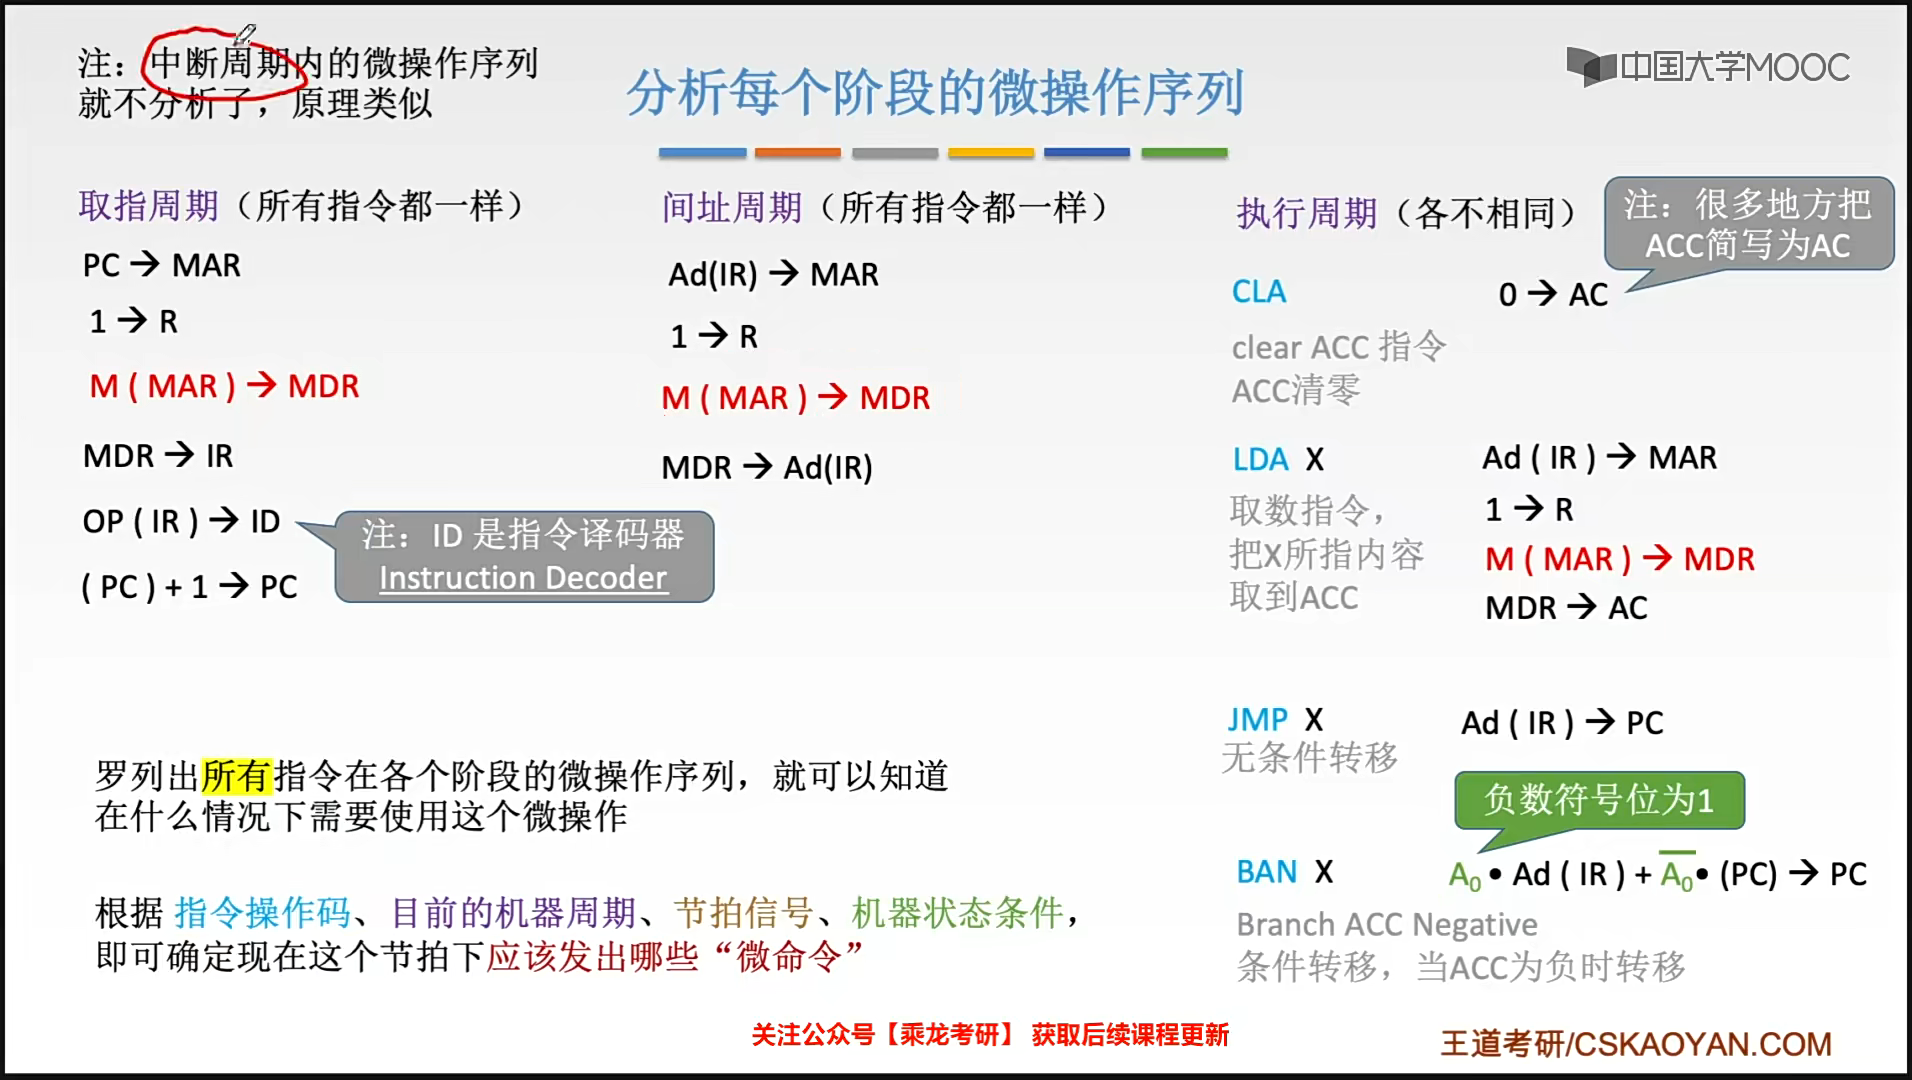 注：中断周期内的微操作序列
就不分析了，原理类似
分析每个阶段的微操作序列
中国大学MOOC
取指周期（所有指令都一样）
PC → MAR
1 → R
M ( MAR ) → MDR
MDR → IR
OP ( IR ) → ID
( PC ) + 1 → PC
注：ID 是指令译码器
Instruction Decoder
间址周期（所有指令都一样）
Ad(IR) → MAR
1 → R
M ( MAR ) → MDR
MDR → Ad(IR)
执行周期（各不相同）
注：很多地方把
ACC简写为AC
CLA 0 → AC
clear ACC 指令
ACC清零
LDA X
取数指令，
把X所指内容
取到ACC
Ad ( IR ) → MAR
1 → R
M ( MAR ) → MDR
MDR → AC
JMP X Ad ( IR ) → PC
无条件转移
负数符号位为1
BAN X A₀ • Ad ( IR ) + A̅₀• (PC) → PC
Branch ACC Negative
条件转移，当ACC为负时转移
罗列出所有指令在各个阶段的微操作序列，就可以知道
在什么情况下需要使用这个微操作
根据 指令操作码、目前的机器周期、节拍信号、机器状态条件，
即可确定现在这个节拍下应该发出哪些“微命令”
关注公众号【乘龙考研】 获取后续课程更新
王道考研/CSKAOYAN.COM